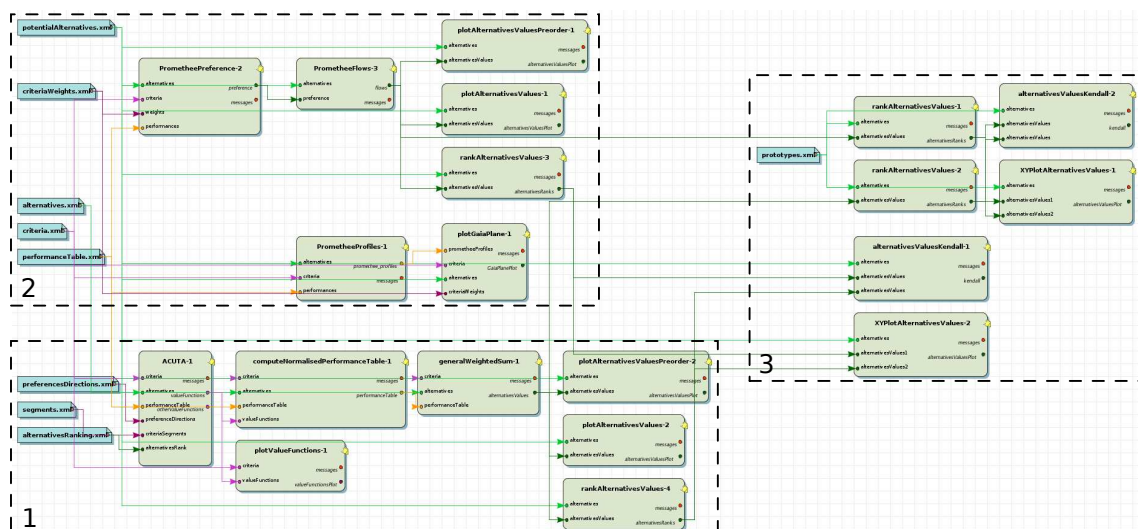 potentialAlternatives.xml
criteriaWeights.xml
alternatives.xml
criteria.xml
performanceTable.xml
2
PrometheePreference-2
alternatives
preference
criteria
messages
weights
performances
PrometheeFlows-3
alternatives
flows
preference
messages
plotAlternativesValuesPreorder-1
alternatives
messages
alternativesValues
alternativesValuesPlot
plotAlternativesValues-1
alternatives
messages
alternativesValues
alternativesValuesPlot
rankAlternativesValues-3
alternatives
messages
alternativesValues
alternativesRanks
PrometheeProfiles-1
alternatives
promethee_profiles
criteria
messages
performances
plotGaiaPlane-1
prometheeProfiles
messages
criteria
GaiaPlanePlot
alternatives
criteriaWeights
prototypes.xml
rankAlternativesValues-1
alternatives
messages
alternativesValues
alternativesRanks
alternativesValuesKendall-2
alternatives
messages
alternativesValues
kendall
alternativesValues
rankAlternativesValues-2
alternatives
messages
alternativesValues
alternativesRanks
XYPlotAlternativesValues-1
alternatives
messages
alternativesValues1
alternativesValuesPlot
alternativesValues2
alternativesValuesKendall-1
alternatives
messages
alternativesValues
kendall
alternativesValues
XYPlotAlternativesValues-2
alternatives
messages
alternativesValues1
alternativesValuesPlot
alternativesValues2
3
preferencesDirections.xml
segments.xml
alternativesRanking.xml
1
ACUTA-1
criteria
messages
alternatives
valueFunctions
performanceTable
otherValueFunctions
preferenceDirections
criteriaSegments
alternativesRank
computeNormalisedPerformanceTable-1
criteria
messages
alternatives
performanceTable
performanceTable
valueFunctions
plotValueFunctions-1
criteria
messages
valueFunctions
valueFunctionsPlot
generalWeightedSum-1
criteria
messages
alternatives
alternativesValues
performanceTable
plotAlternativesValuesPreorder-2
alternatives
messages
alternativesValues
alternativesValuesPlot
plotAlternativesValues-2
alternatives
messages
alternativesValues
alternativesValuesPlot
rankAlternativesValues-4
alternatives
messages
alternativesValues
alternativesRanks